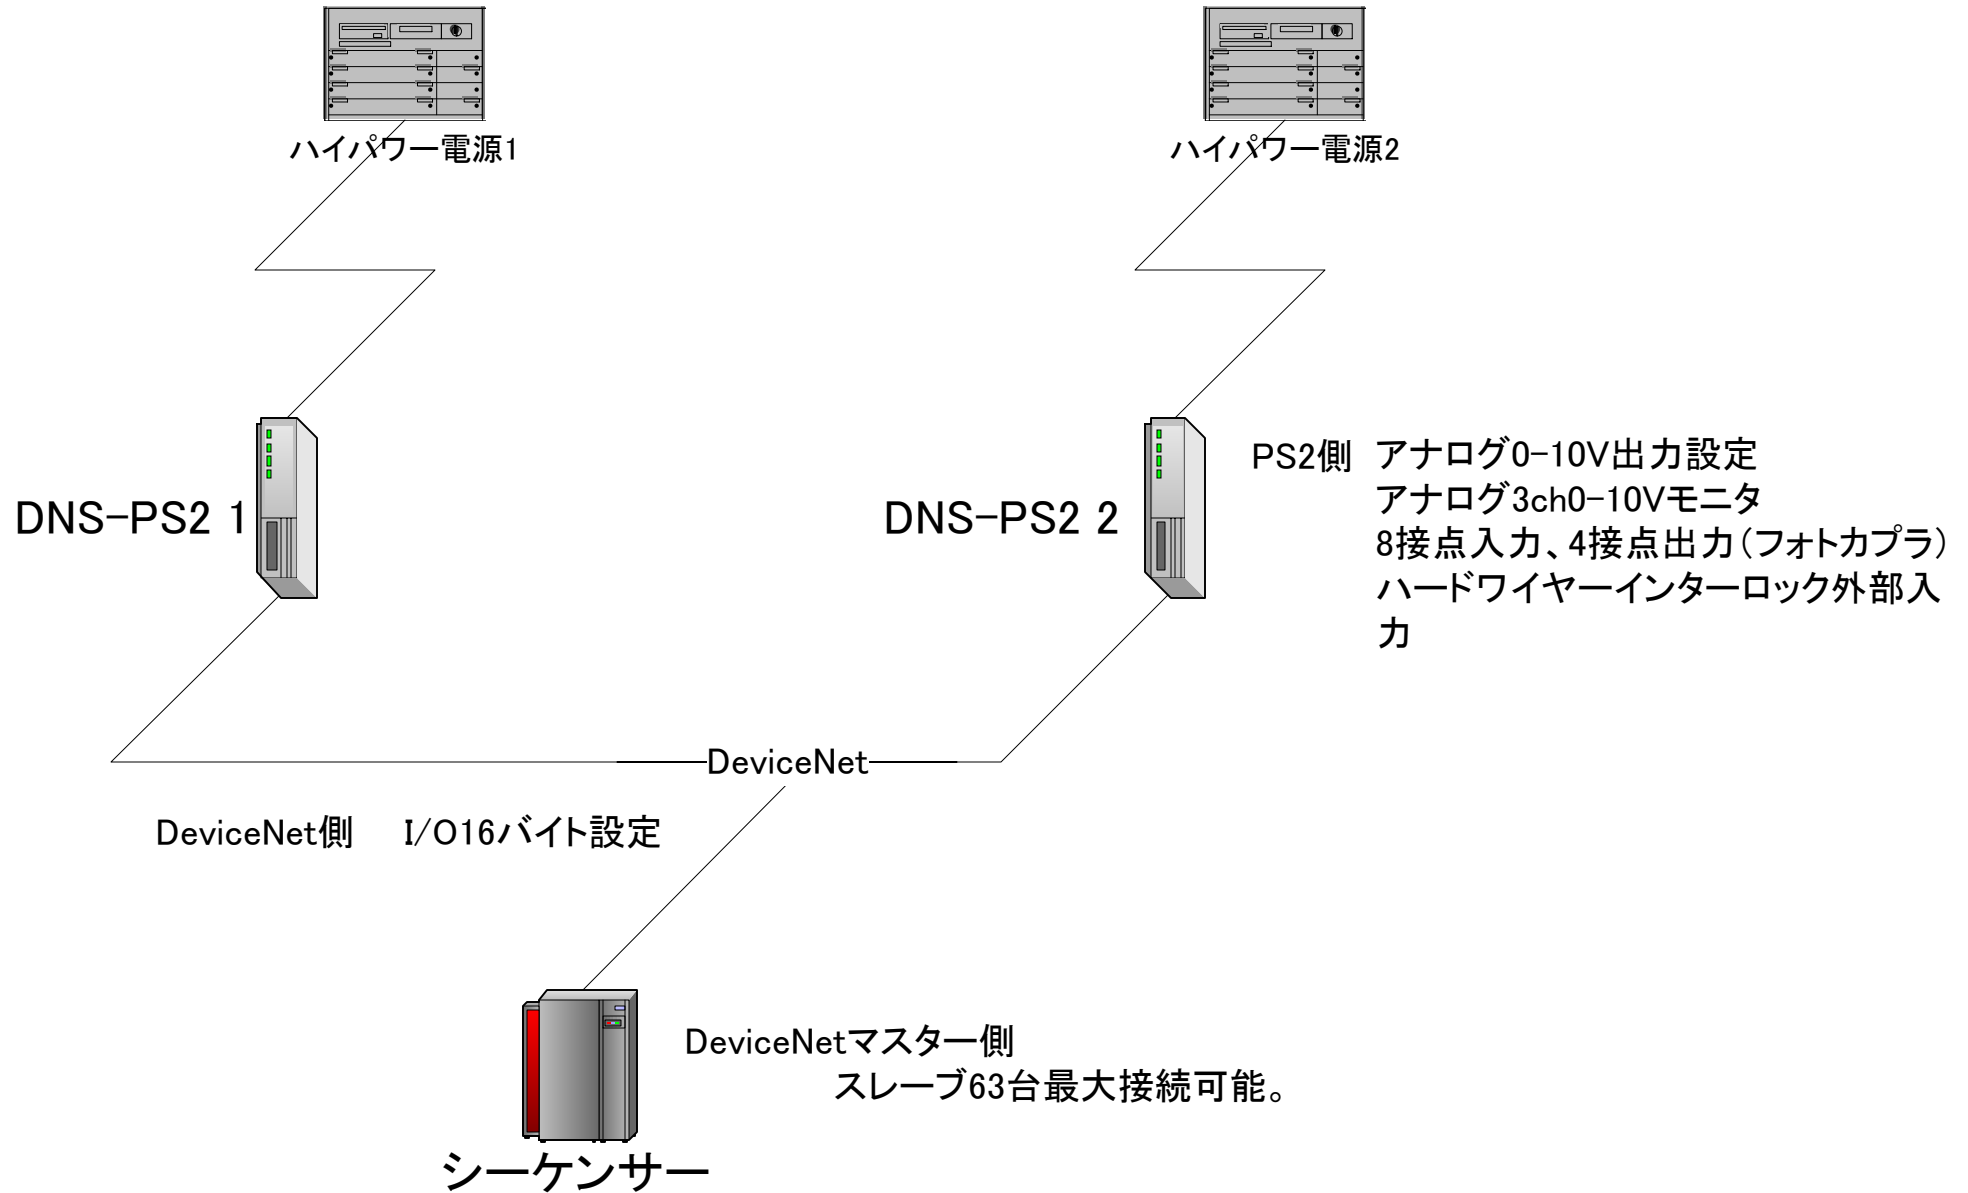 ハイパワー電源1
ハイパワー電源2
PS2側 アナログ0-10V出力設定
アナログ3ch0-10Vモニタ
8接点入力、4接点出力(フォトカプラ)
ハードワイヤーインターロック外部入
力
DNS-PS2 1
DNS-PS2 2
DeviceNet
DeviceNet側 I/O16バイト設定
DeviceNetマスター側
スレーブ63台最大接続可能。
シーケンサー